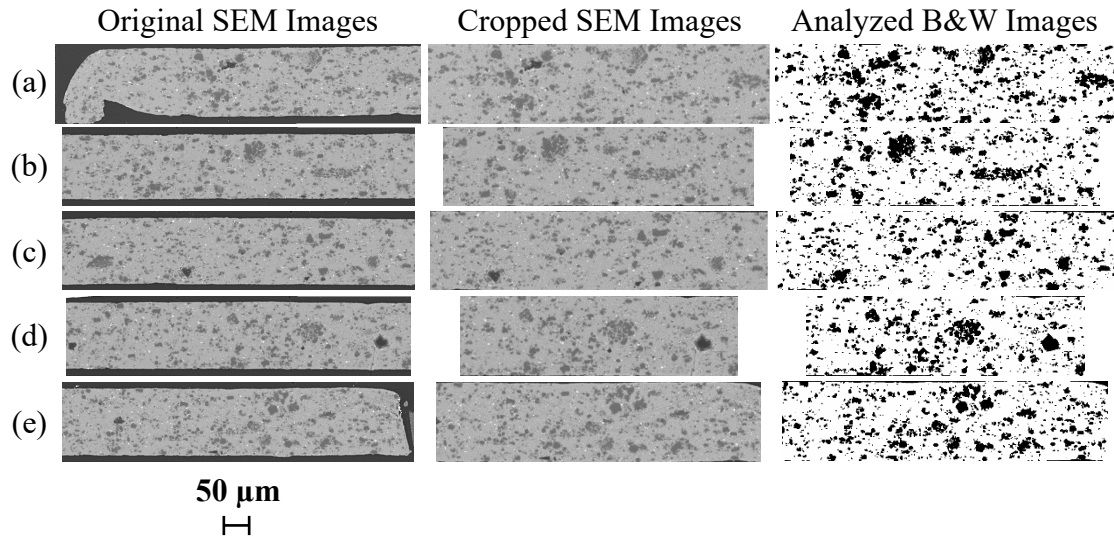 Original SEM Images Cropped SEM Images Analyzed B&W Images
(a)
(b)
(c)
(d)
(e)
50 µm